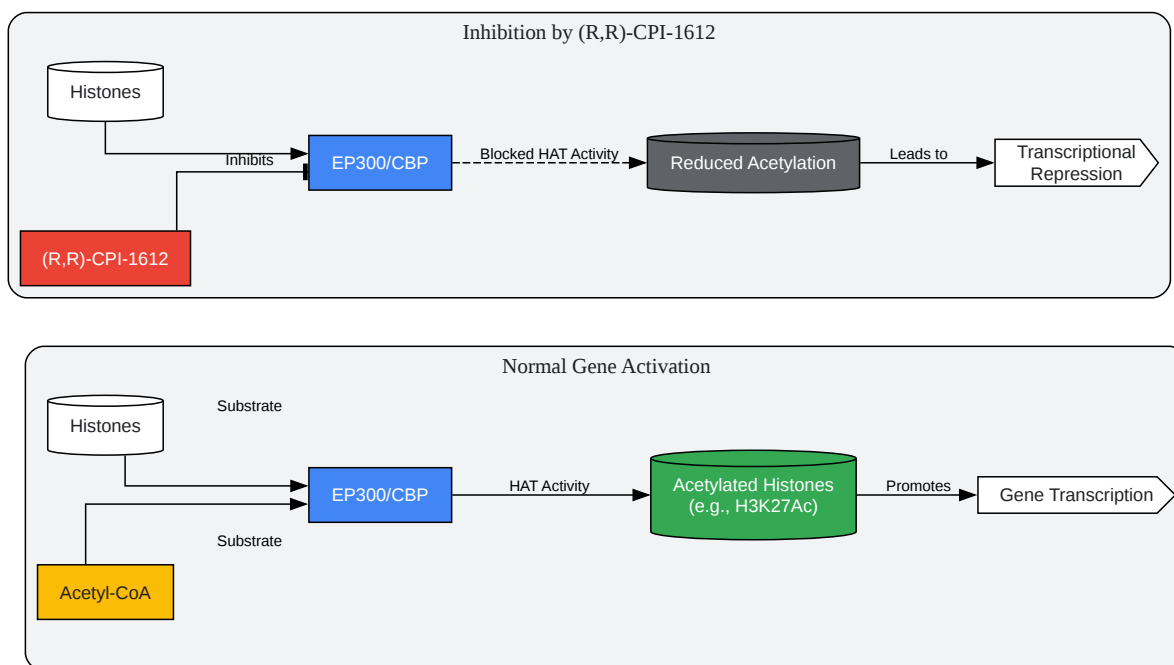 Inhibition by (R,R)-CPI-1612
Histones
Inhibits
EP300/CBP
Blocked HAT Activity
Reduced Acetylation
Leads to
Transcriptional
Repression
(R,R)-CPI-1612
Normal Gene Activation
Histones
Substrate
EP300/CBP
HAT Activity
Acetylated Histones
(e.g., H3K27Ac)
Promotes
Gene Transcription
Substrate
Acetyl-CoA